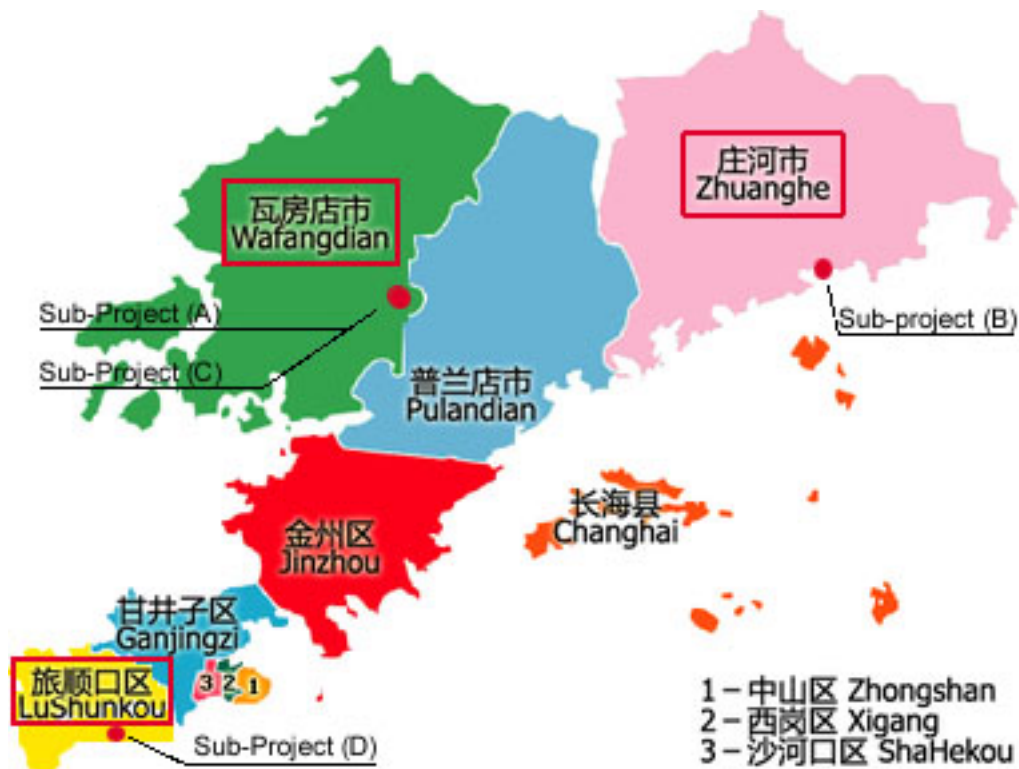 庄河市
Zhuanghe
瓦房店市
Wafangdian
Sub-Project (A)
Sub-project (B)
Sub-Project (C)
普兰店市
Pulandian
长海县
Changhai
金州区
Jinzhou
甘井子区
Ganjingzi
旅顺口区
LuShunkou
3
2
1
Sub-Project (D)
1－中山区 Zhongshan
2－西岗区 Xigang
3－沙河口区 ShaHekou